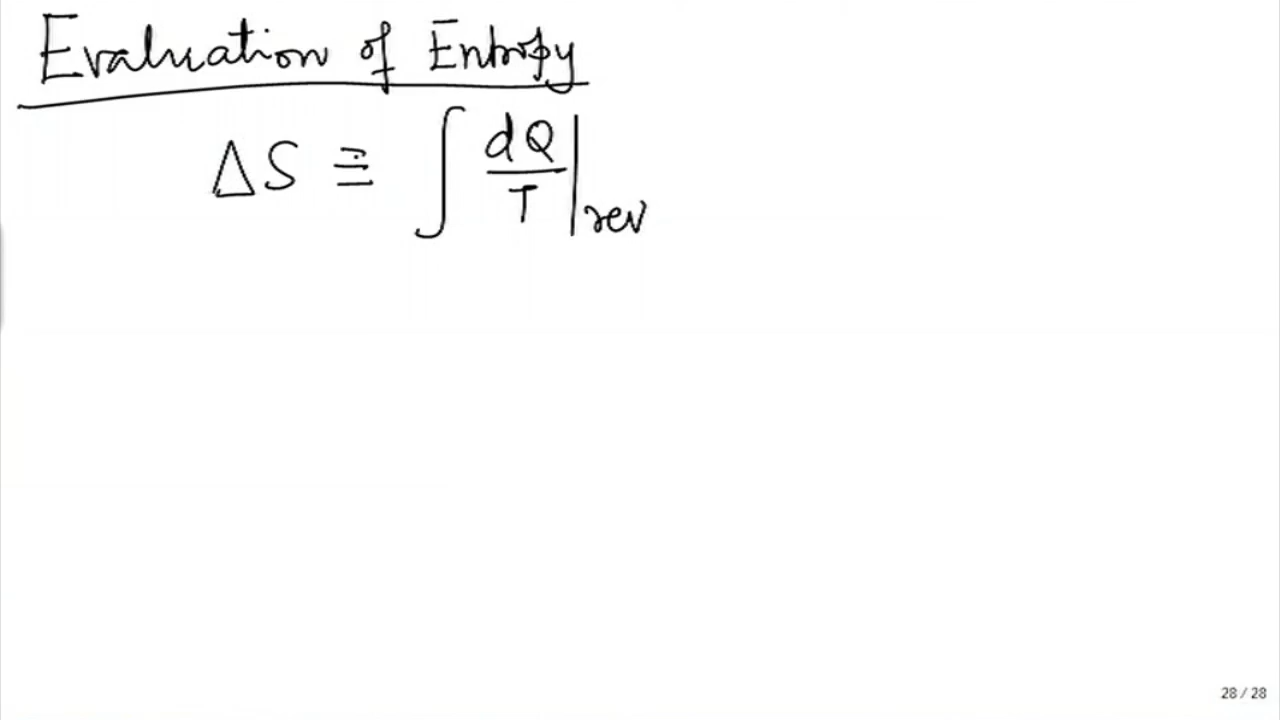 Evaluation of Entropy
ΔS ≡ ∫ dQ/T |rev
28 / 28